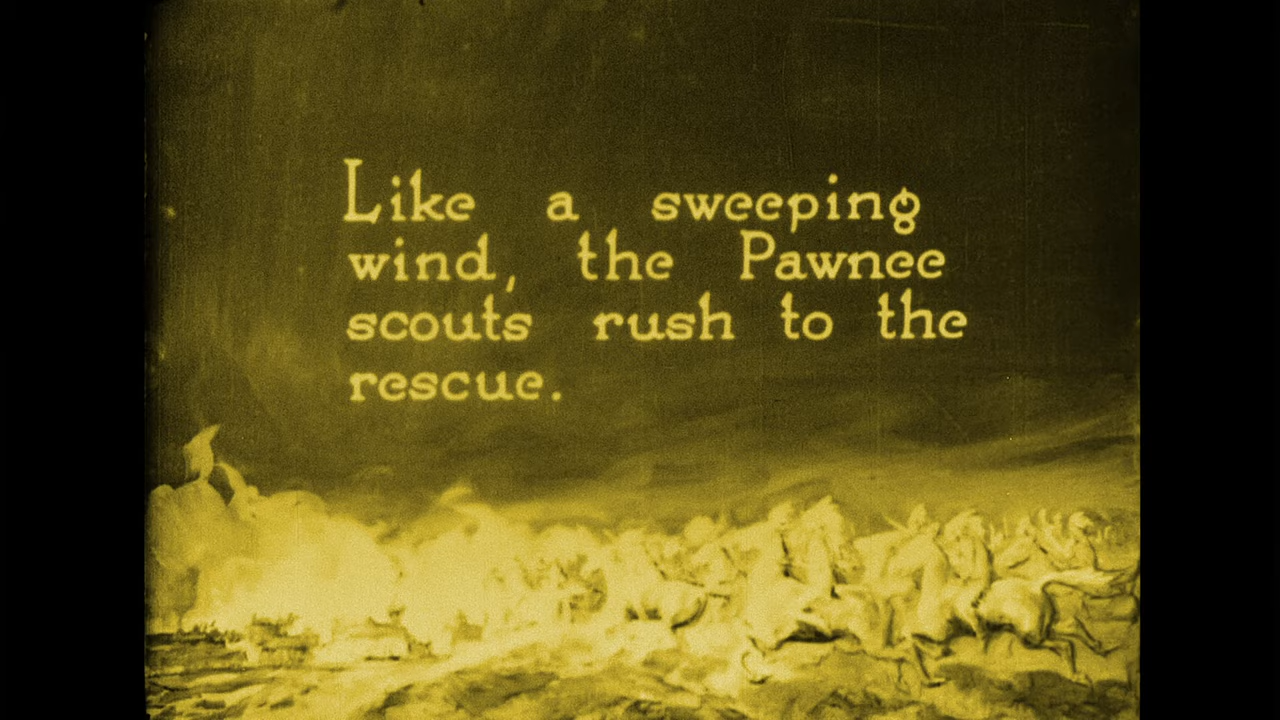 Like a sweeping
wind, the Pawnee
scouts rush to the
rescue.